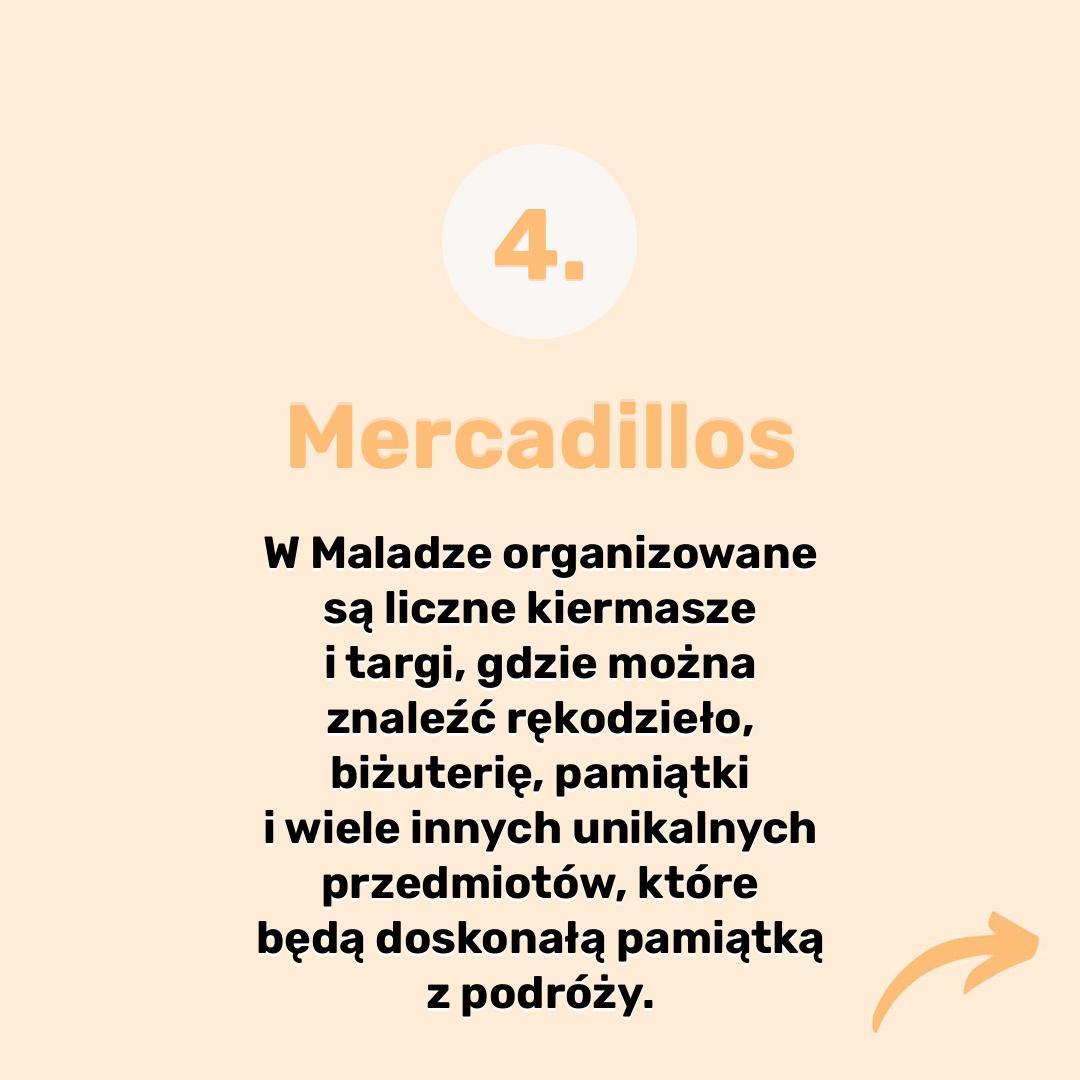 4.
Mercadillos
W Maladze organizowane
są liczne kiermasze
i targi, gdzie można
znaleźć rękodzieło,
biżuterię, pamiątki
i wiele innych unikalnych
przedmiotów, które
będą doskonałą pamiątką
z podróży.